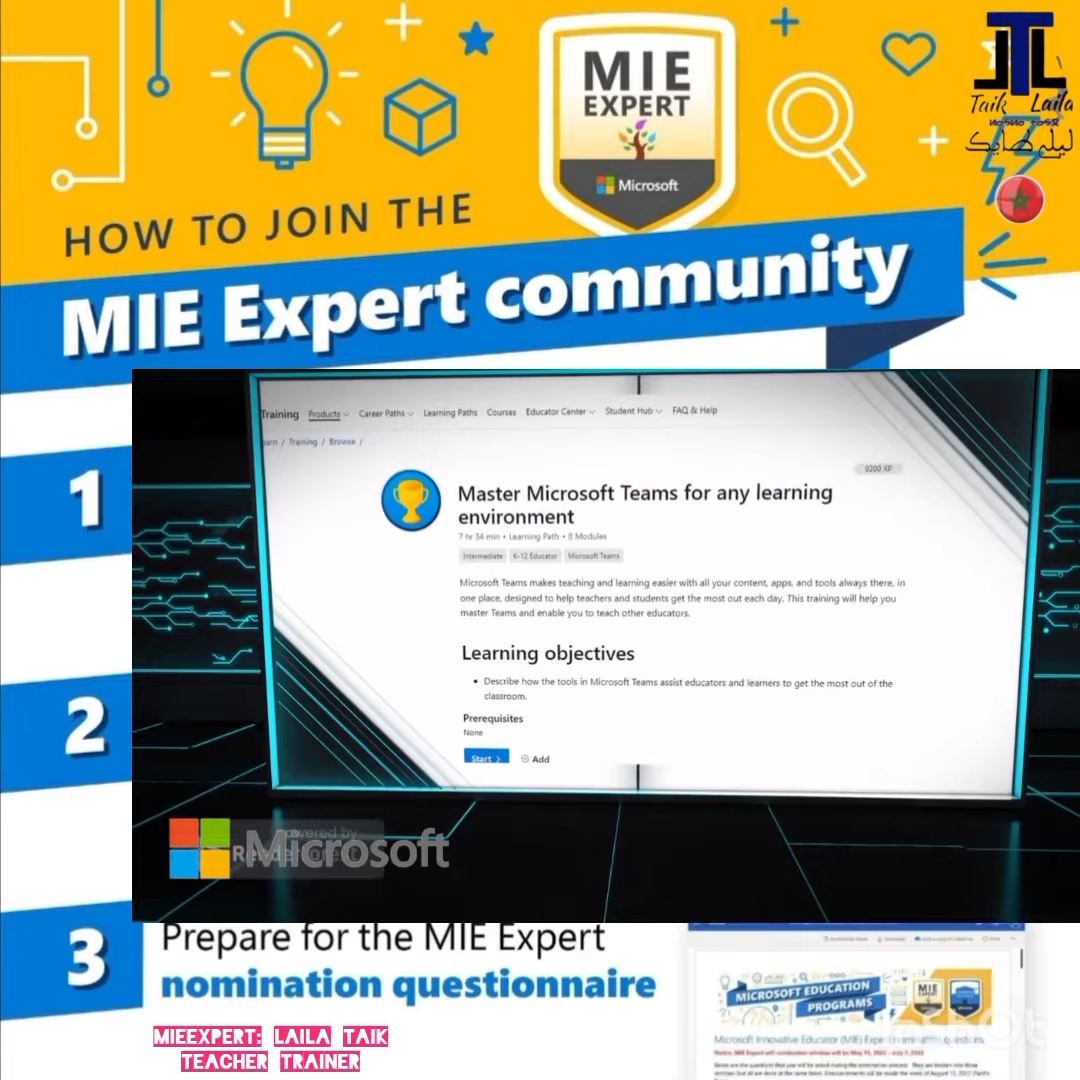 MIE
EXPERT
Microsoft
Taik Laila
HOW TO JOIN THE
MIE Expert community
1
2
3
Training Products Career Paths Learning Paths Courses Educator Center Student Hub FAQ & Help
/ Training / Browse /
9200 XP
Master Microsoft Teams for any learning
environment
7 hr 34 min • Learning Path • 8 Modules
Intermediate K-12 Educator Microsoft Teams
Microsoft Teams makes teaching and learning easier with all your content, apps, and tools always there, in
one place, designed to help teachers and students get the most out each day. This training will help you
master Teams and enable you to teach other educators.
Learning objectives
• Describe how the tools in Microsoft Teams assist educators and learners to get the most out of the
classroom.
Prerequisites
None
Start > Add
powered by
Microsoft
Prepare for the MIE Expert
nomination questionnaire
MICROSOFT EDUCATION
PROGRAMS
MIE
EXPERT
Microsoft Innovative Educator (MIE) Expert nomination questions
MIEEXPERT: LAILA TAIK
TEACHER TRAINER